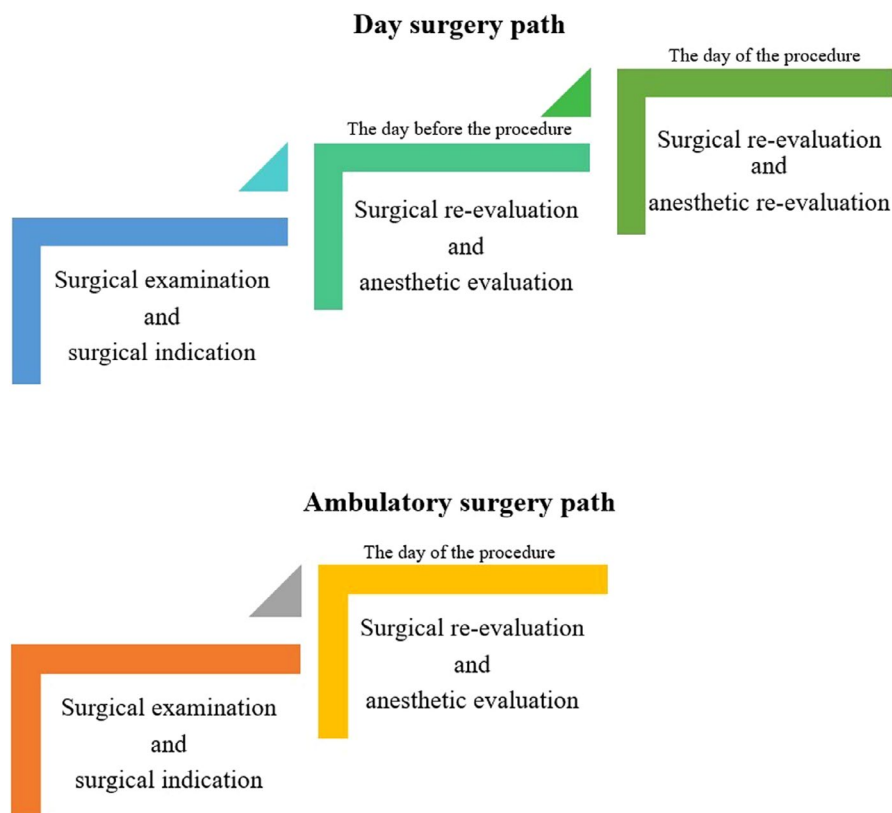 Day surgery path
The day of the procedure
The day before the procedure
Surgical re-evaluation
and
anesthetic re-evaluation
Surgical re-evaluation
and
anesthetic evaluation
Surgical examination
and
surgical indication
Ambulatory surgery path
The day of the procedure
Surgical re-evaluation
and
anesthetic evaluation
Surgical examination
and
surgical indication